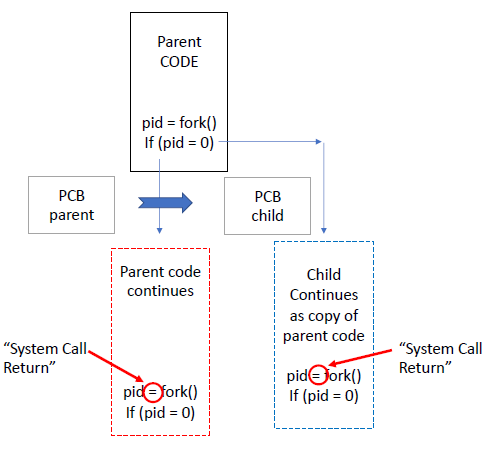 Parent
CODE
pid = fork()
If (pid = 0)
PCB
parent
PCB
child
Parent code
continues
Child
Continues
as copy of
parent code
“System Call
Return”
“System Call
Return”
pid = fork()
If (pid = 0)
pid = fork()
If (pid = 0)